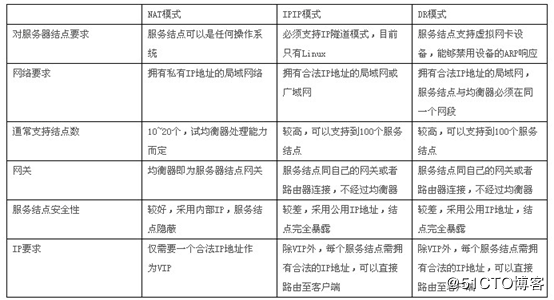 NAT模式 IPIP模式 DR模式
对服务器结点要求 服务结点可以是任何操作 必须支持IP隧道模式，目前 服务结点支持虚拟网卡设
系统 只有Linux 备，能够禁用设备的ARP响应
网络要求 拥有私有IP地址的局域网络 拥有合法IP地址的局域网或 拥有合法IP地址的局域网，
广域网 服务结点与均衡器必须在同
一个网段
通常支持结点数 10~20个，试均衡器处理能力 较高，可以支持到100个服务 较高，可以支持到100个服务
而定 结点 结点
网关 均衡器即为服务器结点网关 服务结点同自己的网关或者 服务结点同自己的网关或者
路由器连接，不经过均衡器 路由器连接，不经过均衡器
服务结点安全性 较好，采用内部IP，服务结 较差，采用公用IP地址，结 较差，采用公用IP地址，结
点隐蔽 点完全暴露 点完全暴露
IP要求 仅需要一个合法IP地址作 除VIP外，每个服务结点需拥 除VIP外，每个服务结点需拥
为VIP 有合法的IP地址，可以直接 有合法的IP地址，可以直接
路由至客户端 路由至客户端
@51CTO博客